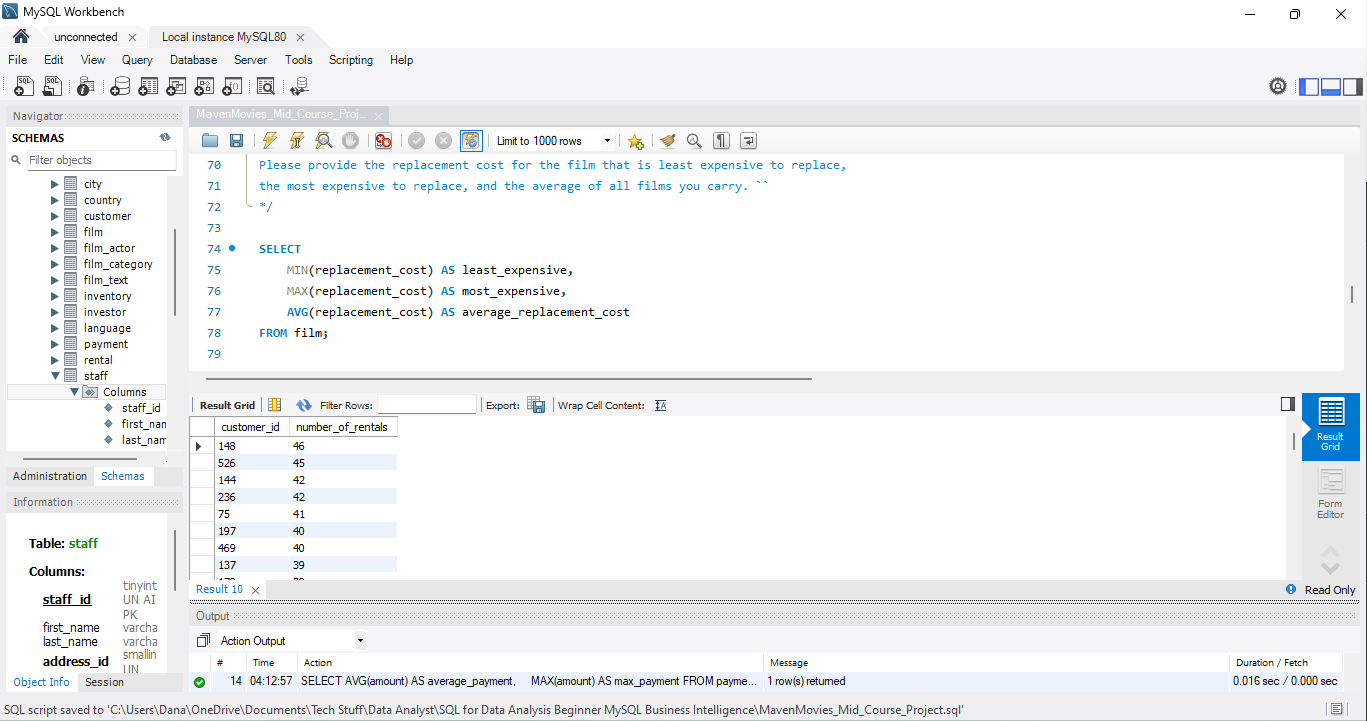 MySQL Workbench
unconnected
Local instance MySQL80
File Edit View Query Database Server Tools Scripting Help
Navigator
SCHEMAS
Filter objects
city
country
customer
film
film_actor
film_category
film_text
inventory
investor
language
payment
rental
staff
Columns
staff_id
first_nan
last_nam
Administration Schemas
Information
Table: staff
Columns:
staff_id tinyint UN AI PK
first_name varcha
last_name varcha
address_id smallin UN
Object Info Session
MavenMovies_Mid_Course_Proj...
Limit to 1000 rows
70 Please provide the replacement cost for the film that is least expensive to replace,
71 the most expensive to replace, and the average of all films you carry. ``
72 */
73
74 SELECT
75 MIN(replacement_cost) AS least_expensive,
76 MAX(replacement_cost) AS most_expensive,
77 AVG(replacement_cost) AS average_replacement_cost
78 FROM film;
79
Result Grid Filter Rows: Export: Wrap Cell Content:
customer_id number_of_rentals
148 46
526 45
144 42
236 42
75 41
197 40
469 40
137 39
Result Grid
Form Editor
Result 10
Read Only
Output
Action Output
# Time Action Message Duration / Fetch
14 04:12:57 SELECT AVG(amount) AS average_payment, MAX(amount) AS max_payment FROM payme... 1 row(s) returned 0.016 sec / 0.000 sec
SQL script saved to 'C:\Users\Dana\OneDrive\Documents\Tech Stuff\Data Analyst\SQL for Data Analysis Beginner MySQL Business Intelligence\MavenMovies_Mid_Course_Project.sql'